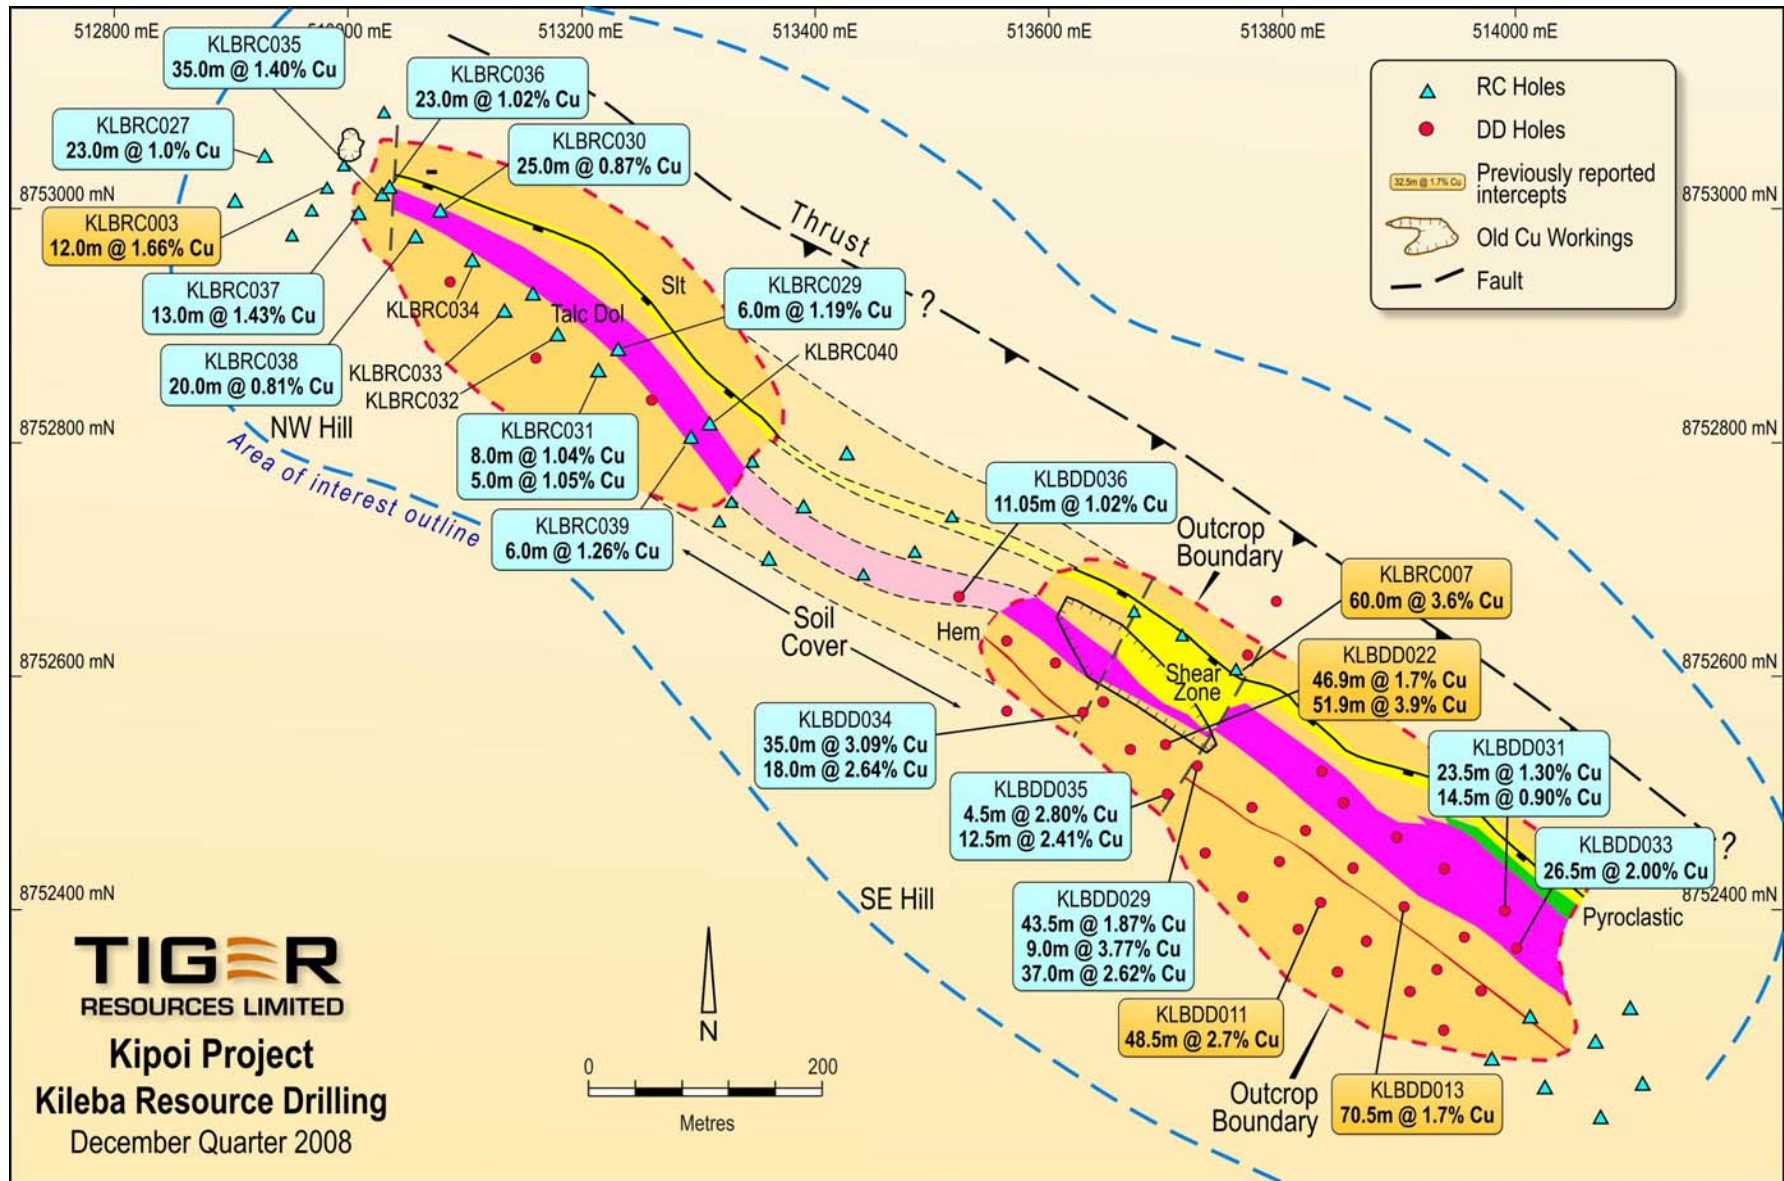 512800 mE
513000 mE
513200 mE
513400 mE
513600 mE
513800 mE
514000 mE
KLBRC035
35.0m @ 1.40% Cu
KLBRC036
23.0m @ 1.02% Cu
KLBRC027
23.0m @ 1.0% Cu
KLBRC030
25.0m @ 0.87% Cu
RC Holes
DD Holes
32.5m @ 1.7% Cu
Previously reported
intercepts
Old Cu Workings
Fault
8753000 mN
8753000 mN
KLBRC003
12.0m @ 1.66% Cu
Thrust
?
KLBRC037
13.0m @ 1.43% Cu
KLBRC034
Slt
Talc Dol
KLBRC029
6.0m @ 1.19% Cu
KLBRC038
20.0m @ 0.81% Cu
KLBRC033
KLBRC032
KLBRC040
NW Hill
8752800 mN
8752800 mN
Area of interest outline
KLBRC031
8.0m @ 1.04% Cu
5.0m @ 1.05% Cu
KLBRC039
6.0m @ 1.26% Cu
KLBDD036
11.05m @ 1.02% Cu
Outcrop
Boundary
KLBRC007
60.0m @ 3.6% Cu
Soil
Cover
Hem
Shear
Zone
8752600 mN
8752600 mN
KLBDD022
46.9m @ 1.7% Cu
51.9m @ 3.9% Cu
KLBDD034
35.0m @ 3.09% Cu
18.0m @ 2.64% Cu
KLBDD035
4.5m @ 2.80% Cu
12.5m @ 2.41% Cu
KLBDD031
23.5m @ 1.30% Cu
14.5m @ 0.90% Cu
KLBDD033
26.5m @ 2.00% Cu
?
8752400 mN
8752400 mN
SE Hill
KLBDD029
43.5m @ 1.87% Cu
9.0m @ 3.77% Cu
37.0m @ 2.62% Cu
Pyroclastic
KLBDD011
48.5m @ 2.7% Cu
Outcrop
Boundary
KLBDD013
70.5m @ 1.7% Cu
TIGER
RESOURCES LIMITED
Kipoi Project
Kileba Resource Drilling
December Quarter 2008
N
0
200
Metres